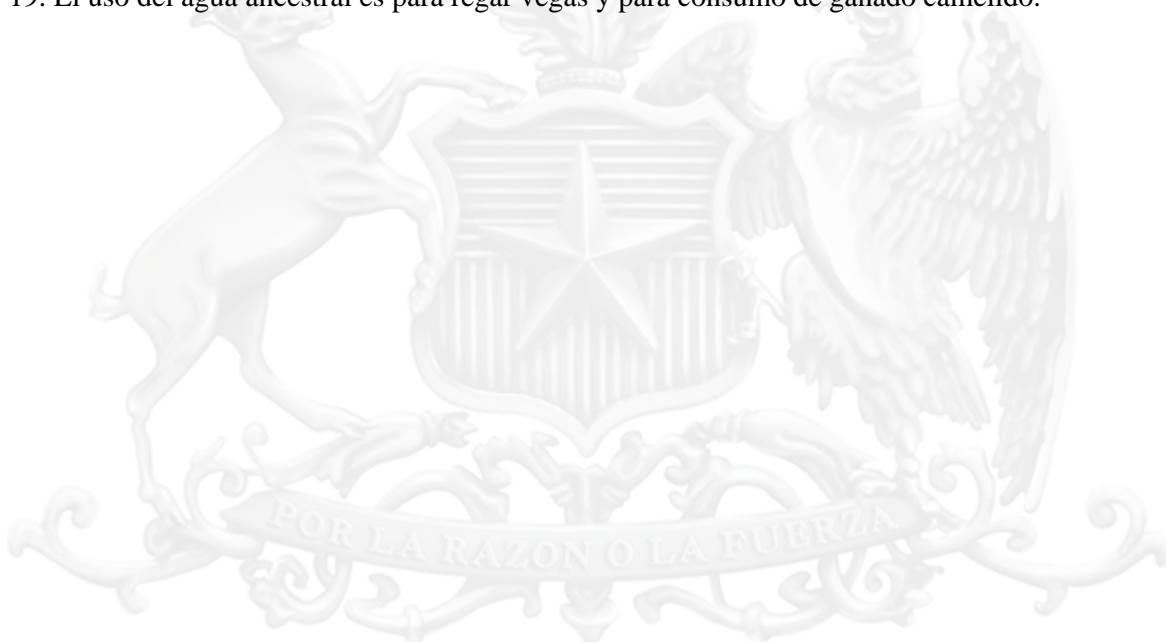 19. El uso del agua ancestral es para regar vegas y para consumo de ganado camélido.
POR LA RAZON O LA FUERZA